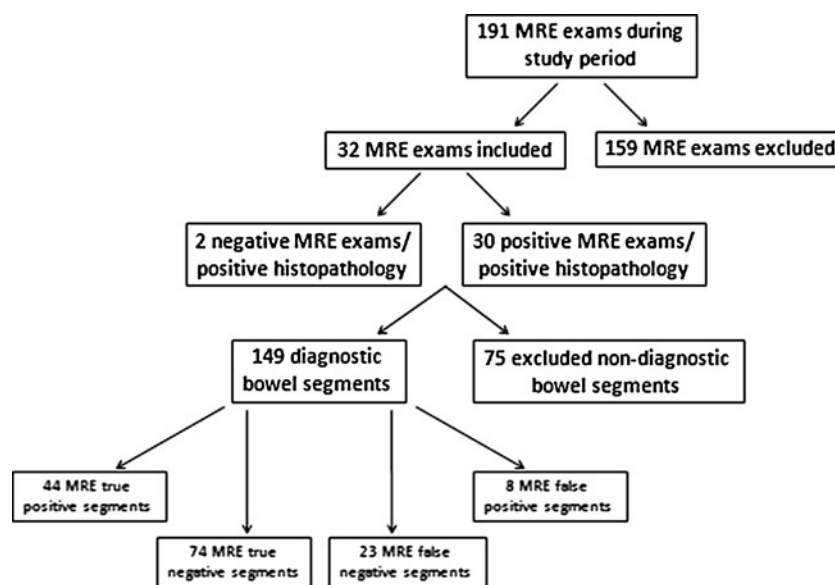 191 MRE exams during
study period
32 MRE exams included
159 MRE exams excluded
2 negative MRE exams/
positive histopathology
30 positive MRE exams/
positive histopathology
149 diagnostic
bowel segments
75 excluded non-diagnostic
bowel segments
44 MRE true
positive segments
8 MRE false
positive segments
74 MRE true
negative segments
23 MRE false
negative segments